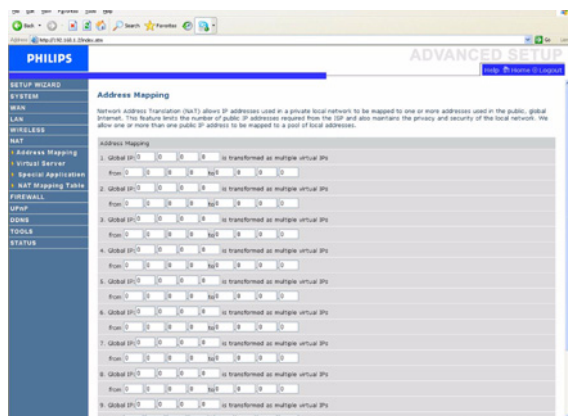 Back
Search
Favorites
Address
Go
PHILIPS
ADVANCED SETUP
Help Home Logout
SETUP WIZARD
SYSTEM
WAN
LAN
WIRELESS
NAT
Address Mapping
Virtual Server
Special Application
NAT Mapping Table
FIREWALL
UPnP
DDNS
TOOLS
STATUS
Address Mapping
Network Address Translation (NAT) allows IP addresses used in a private local network to be mapped to one or more addresses used in the public, global
Internet. This feature limits the number of public IP addresses required from the ISP and also maintains the privacy and security of the local network. We
allow one or more than one public IP address to be mapped to a pool of local addresses.
Address Mapping
1. Global IP: 0 0 0 0 is transformed as multiple virtual IPs
from 0 0 0 0 to 0 0 0 0
2. Global IP: 0 0 0 0 is transformed as multiple virtual IPs
from 0 0 0 0 to 0 0 0 0
3. Global IP: 0 0 0 0 is transformed as multiple virtual IPs
from 0 0 0 0 to 0 0 0 0
4. Global IP: 0 0 0 0 is transformed as multiple virtual IPs
from 0 0 0 0 to 0 0 0 0
5. Global IP: 0 0 0 0 is transformed as multiple virtual IPs
from 0 0 0 0 to 0 0 0 0
6. Global IP: 0 0 0 0 is transformed as multiple virtual IPs
from 0 0 0 0 to 0 0 0 0
7. Global IP: 0 0 0 0 is transformed as multiple virtual IPs
from 0 0 0 0 to 0 0 0 0
8. Global IP: 0 0 0 0 is transformed as multiple virtual IPs
from 0 0 0 0 to 0 0 0 0
9. Global IP: 0 0 0 0 is transformed as multiple virtual IPs